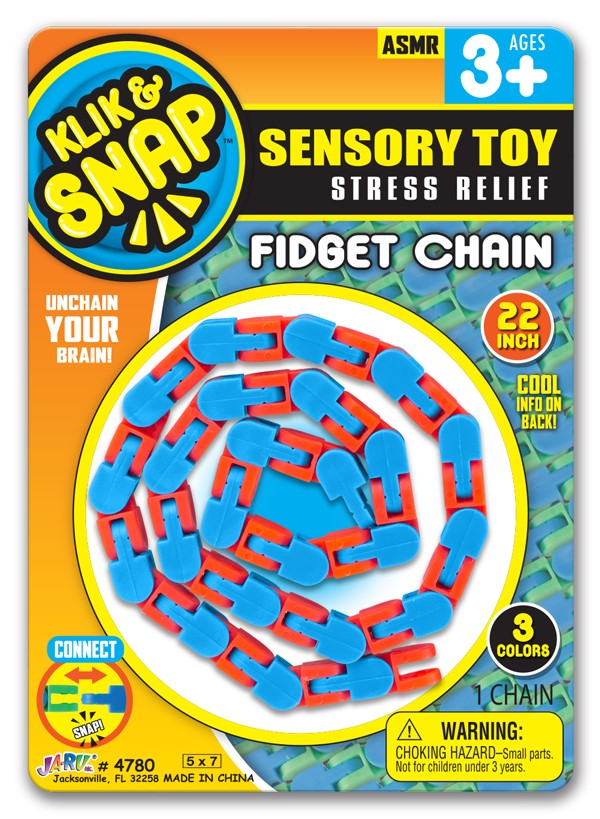 ASMR
3+ AGES
KLIK &
SNAP™
SENSORY TOY
STRESS RELIEF
FIDGET CHAIN
UNCHAIN
YOUR
BRAIN!
22
INCH
COOL
INFO ON
BACK!
CONNECT
SNAP!
3
COLORS
1 CHAIN
WARNING:
CHOKING HAZARD–Small parts.
Not for children under 3 years.
JA-RU INC. # 4780
5 x 7
Jacksonville, FL 32258 MADE IN CHINA